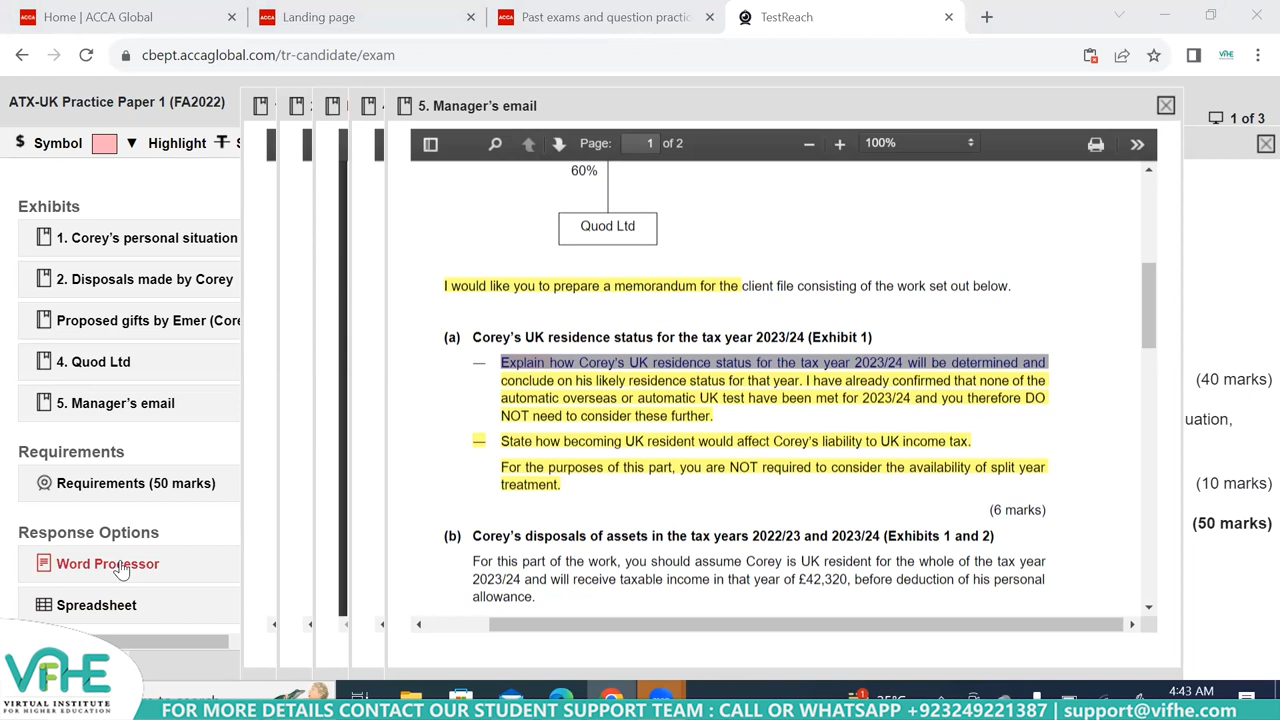 Home | ACCA Global
Landing page
Past exams and question practic
TestReach
cbept.accaglobal.com/tr-candidate/exam
ATX-UK Practice Paper 1 (FA2022)
5. Manager's email
1 of 3
$ Symbol
Highlight
Page: 1 of 2
100%
60%
Quod Ltd
Exhibits
1. Corey's personal situation
2. Disposals made by Corey
Proposed gifts by Emer (Core
4. Quod Ltd
5. Manager's email
Requirements
Requirements (50 marks)
Response Options
Word Processor
Spreadsheet
I would like you to prepare a memorandum for the client file consisting of the work set out below.
(a) Corey's UK residence status for the tax year 2023/24 (Exhibit 1)
— Explain how Corey's UK residence status for the tax year 2023/24 will be determined and
conclude on his likely residence status for that year. I have already confirmed that none of the
automatic overseas or automatic UK test have been met for 2023/24 and you therefore DO
NOT need to consider these further.
— State how becoming UK resident would affect Corey's liability to UK income tax.
For the purposes of this part, you are NOT required to consider the availability of split year
treatment.
(6 marks)
(b) Corey's disposals of assets in the tax years 2022/23 and 2023/24 (Exhibits 1 and 2)
For this part of the work, you should assume Corey is UK resident for the whole of the tax year
2023/24 and will receive taxable income in that year of £42,320, before deduction of his personal
allowance.
(40 marks)
uation,
(10 marks)
(50 marks)
VFHE
VIRTUAL INSTITUTE
FOR HIGHER EDUCATION
4:43 AM
FOR MORE DETAILS CONTACT OUR STUDENT SUPPORT TEAM : CALL OR WHATSAPP +923249221387 | support@vifhe.com